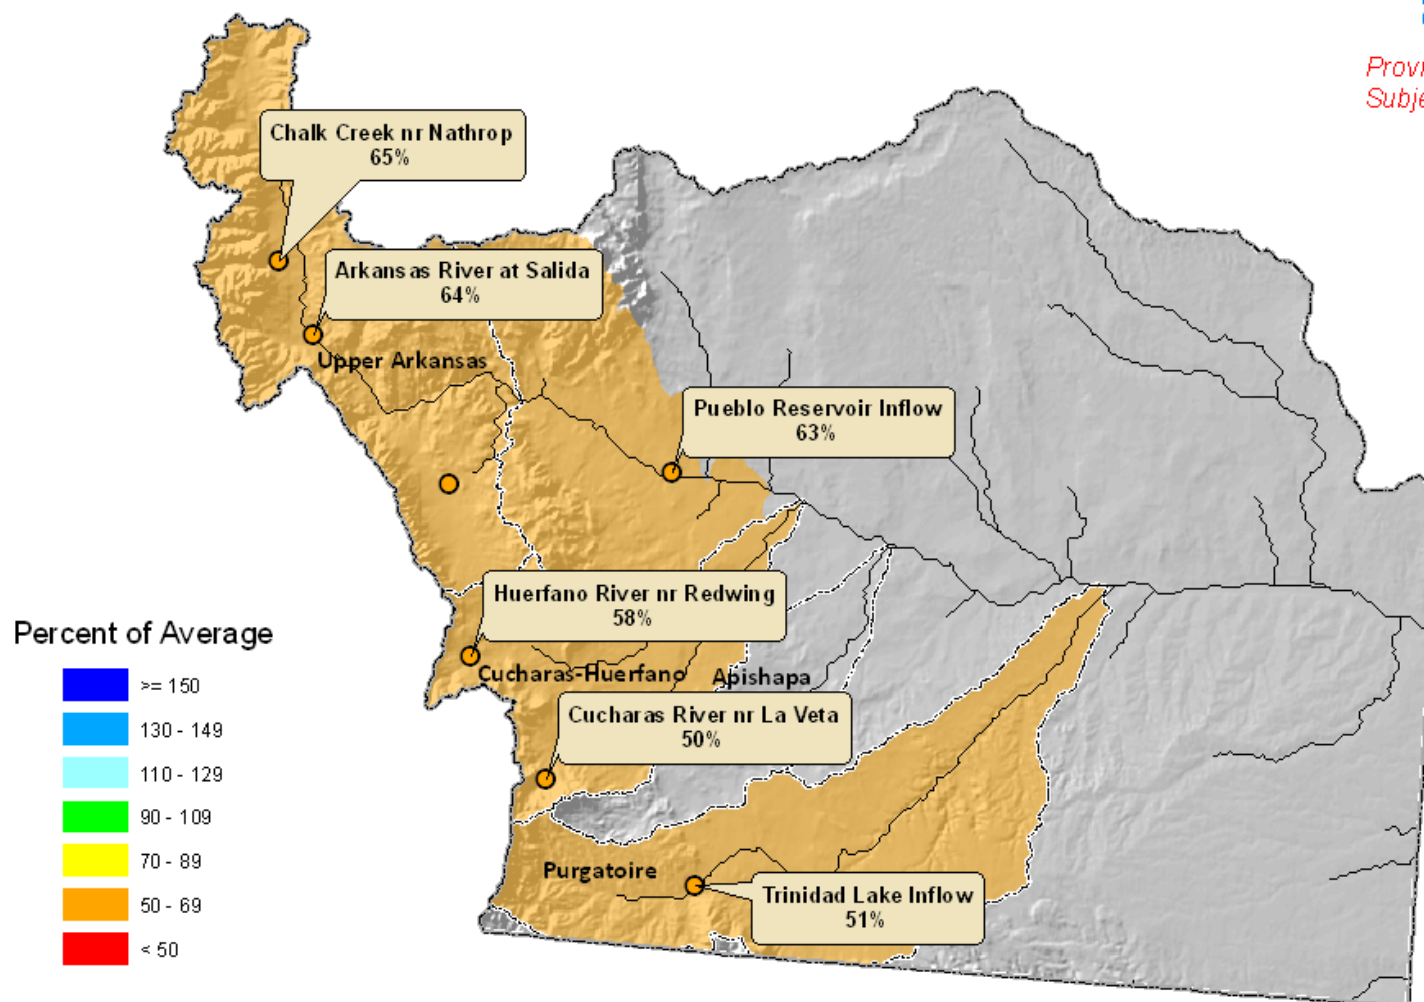 Provi
Subje
Chalk Creek nr Nathrop
65%
Arkansas River at Salida
64%
Upper Arkansas
Pueblo Reservoir Inflow
63%
Huerfano River nr Redwing
58%
Cucharas-Huerfano
Apishapa
Cucharas River nr La Veta
50%
Purgatoire
Trinidad Lake Inflow
51%
Percent of Average
>= 150
130 - 149
110 - 129
90 - 109
70 - 89
50 - 69
< 50